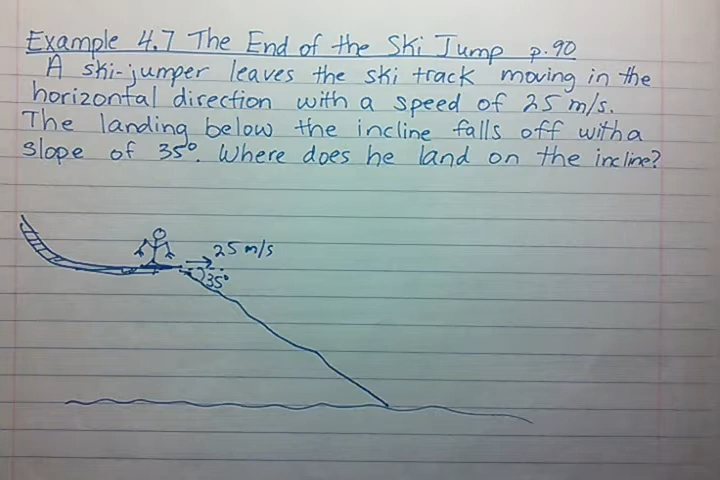 Example 4.7 The End of the Ski Jump p.90
A ski-jumper leaves the ski track moving in the
horizontal direction with a speed of 25 m/s.
The landing below the incline falls off with a
slope of 35°. Where does he land on the incline?
25 m/s
35°